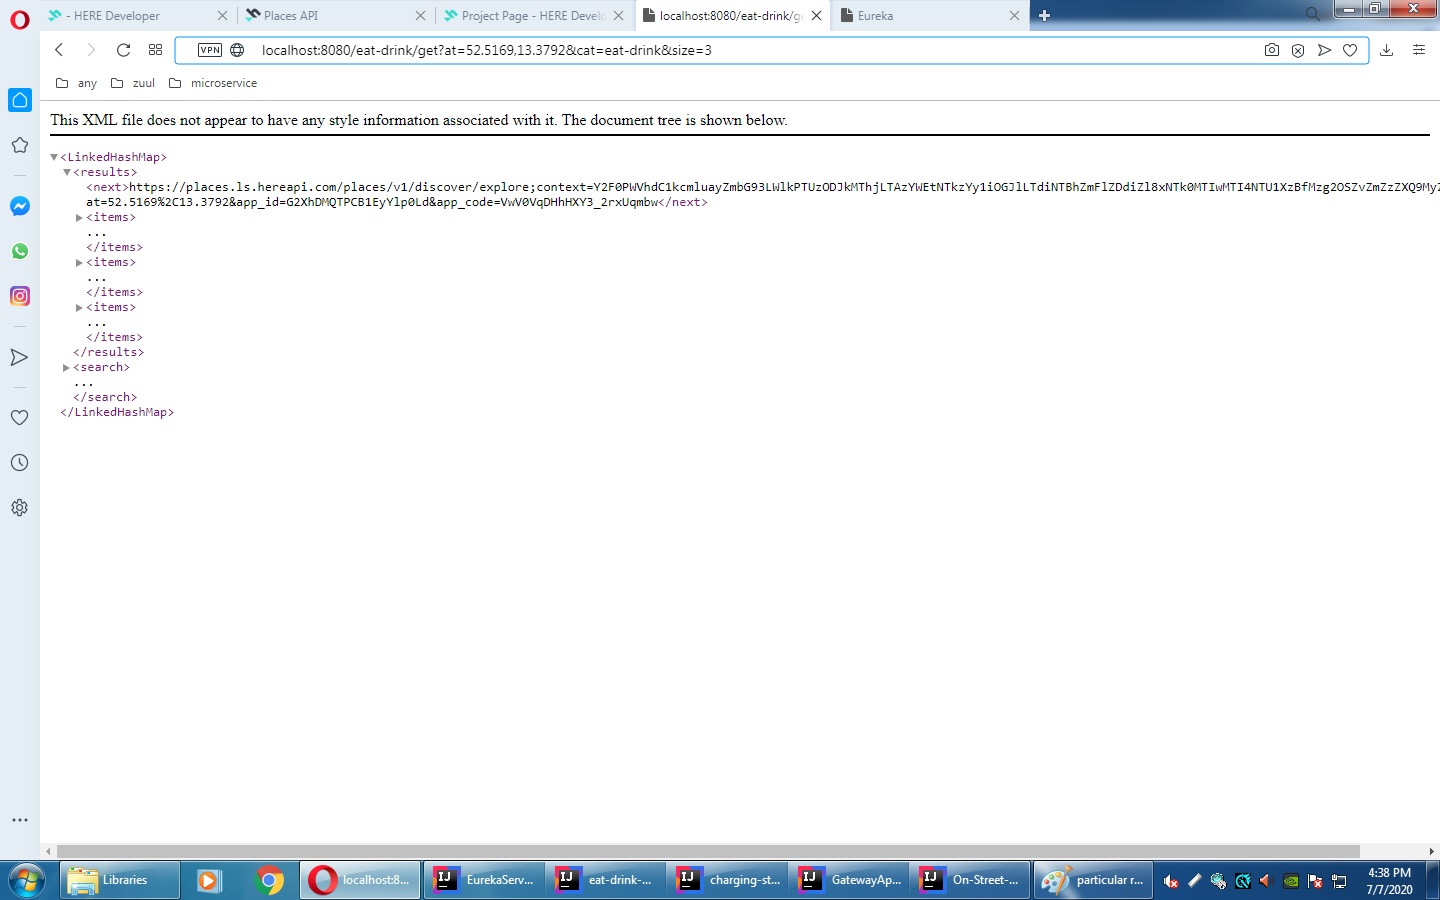 - HERE Developer
Places API
Project Page - HERE Develo
localhost:8080/eat-drink/ge
Eureka
VPN
localhost:8080/eat-drink/get?at=52.5169,13.3792&cat=eat-drink&size=3
any
zuul
microservice
This XML file does not appear to have any style information associated with it. The document tree is shown below.
<LinkedHashMap>
<results>
<next>https://places.ls.hereapi.com/places/v1/discover/explore;context=
at=52.5169%2C13.3792&app_id=G2XhDMQTPCB1EyYlp0Ld&app_code=VwV0VqDHhHXY3_2rxUqmbw</next>
<items>
...
</items>
<items>
...
</items>
<items>
...
</items>
</results>
<search>
...
</search>
</LinkedHashMap>
Libraries
localhost:8...
EurekaServ...
eat-drink-...
charging-st...
GatewayAp...
On-Street-...
particular r...
4:38 PM
7/7/2020